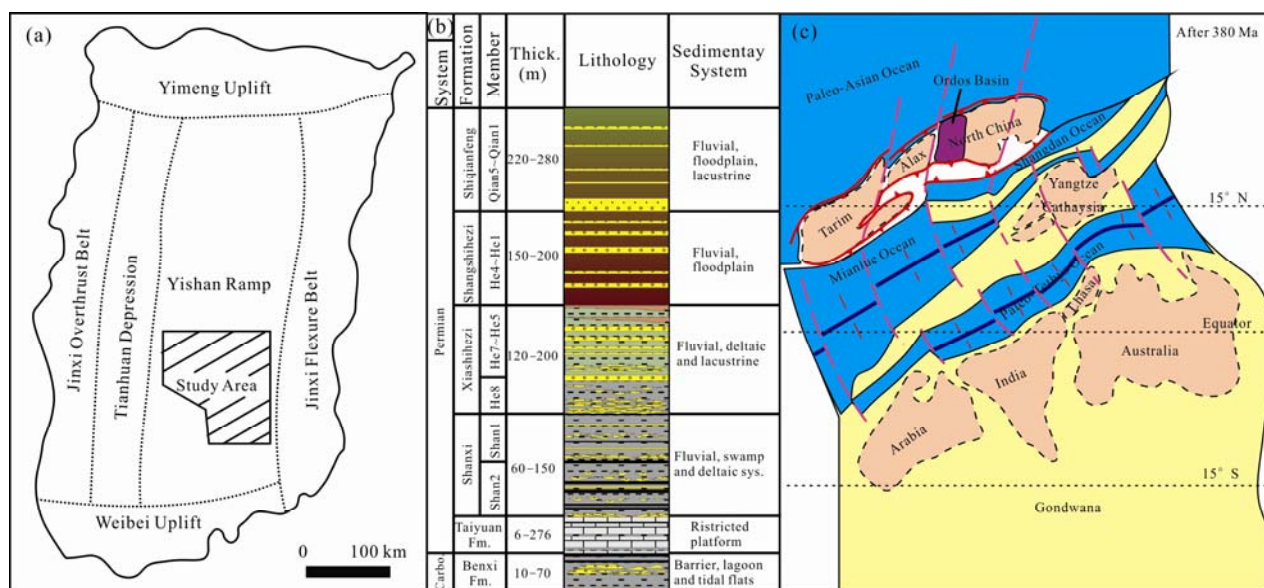 (a)
Yimeng Uplift
Jinxi Overthrust Belt
Tianhuan Depression
Yishan Ramp
Study Area
Jinxi Flexure Belt
Weibei Uplift
0 100 km
(b)
System
Formation
Member
Thick.
(m)
Lithology
Sedimentay
System
Permian
Shiqianfeng
Qian5~Qian1
220-280
Fluvial,
floodplain,
lacustrine
Shangshihezi
He4~He1
150-200
Fluvial,
floodplain
Xiashihezi
He7~He5
He8
120-200
Fluvial, deltaic
and lacustrine
Shanxi
Shan1
Shan2
60-150
Fluvial, swamp
and deltaic sys.
Taiyuan
Fm.
6-276
Ristricted
platform
Carbo.
Benxi
Fm.
10-70
Barrier, lagoon
and tidal flats
(c)
After 380 Ma
Paleo-Asian Ocean
Ordos Basin
North China
Alax
Tarim
Shangdan Ocean
Yangtze
Cathaysia
15° N
Mianlue Ocean
Paleo-Tethys Ocean
Lhasa
Equator
Australia
India
Arabia
15° S
Gondwana